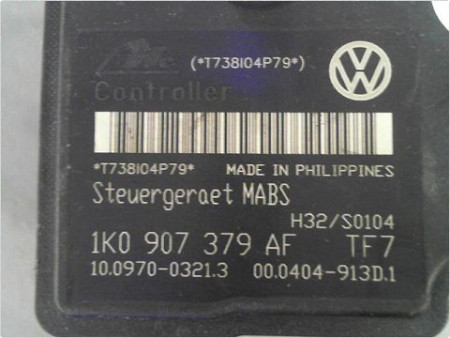 Ate (*T738I04P79*)
Controller
*T738I04P79* MADE IN PHILIPPINES
Steuergeraet MABS
H32/S0104
1K0 907 379 AF TF7
10.0970-0321.3 00.0404-913D.1